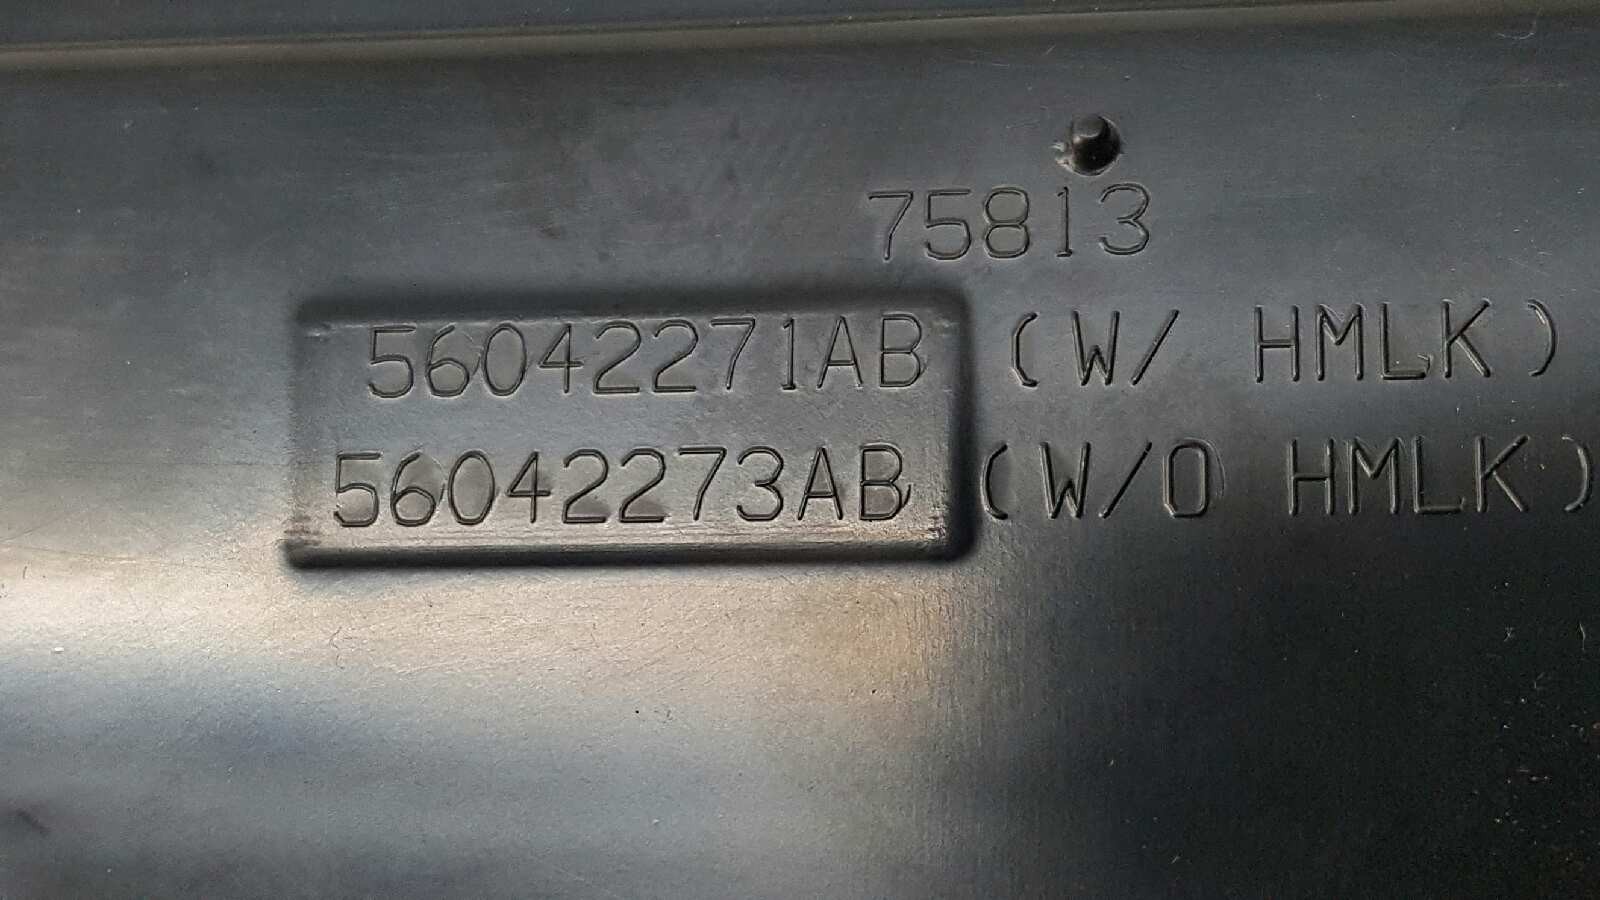 75813
56042271AB (W/ HMLK)
56042273AB (W/O HMLK)